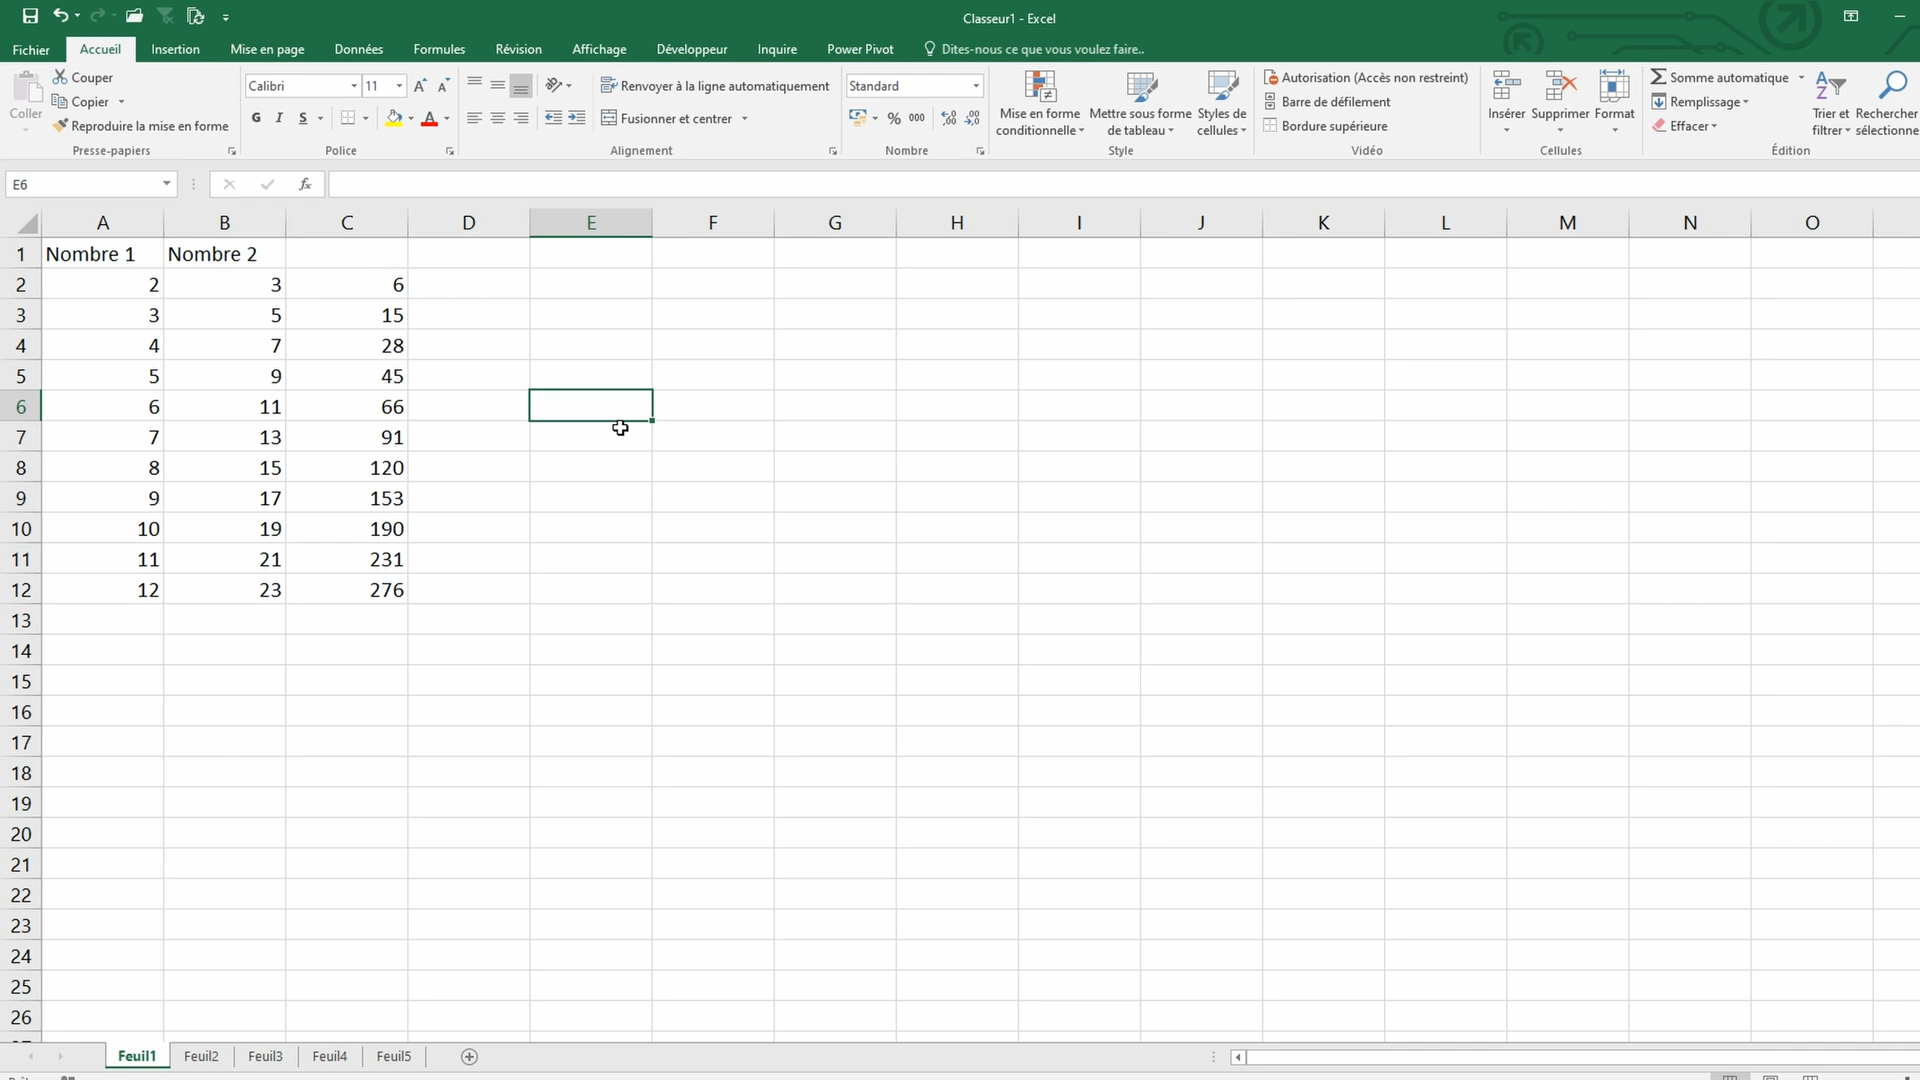 Classeur1 - Excel
Fichier Accueil Insertion Mise en page Données Formules Révision Affichage Développeur Inquire Power Pivot Dites-nous ce que vous voulez faire..
Coller
Couper
Copier
Reproduire la mise en forme
Presse-papiers
Calibri 11
G I S
Police
Renvoyer à la ligne automatiquement
Fusionner et centrer
Alignement
Standard
% 000
Nombre
Mise en forme
conditionnelle
Mettre sous forme
de tableau
Styles de
cellules
Style
Autorisation (Accès non restreint)
Barre de défilement
Bordure supérieure
Vidéo
Insérer Supprimer Format
Cellules
Somme automatique
Remplissage
Effacer
Trier et
filtrer
Rechercher
sélectionne
Édition
E6 fx
A B C D E F G H I J K L M N O
1 Nombre 1 Nombre 2
2 2 3 6
3 3 5 15
4 4 7 28
5 5 9 45
6 6 11 66
7 7 13 91
8 8 15 120
9 9 17 153
10 10 19 190
11 11 21 231
12 12 23 276
13
14
15
16
17
18
19
20
21
22
23
24
25
26
Feuil1 Feuil2 Feuil3 Feuil4 Feuil5